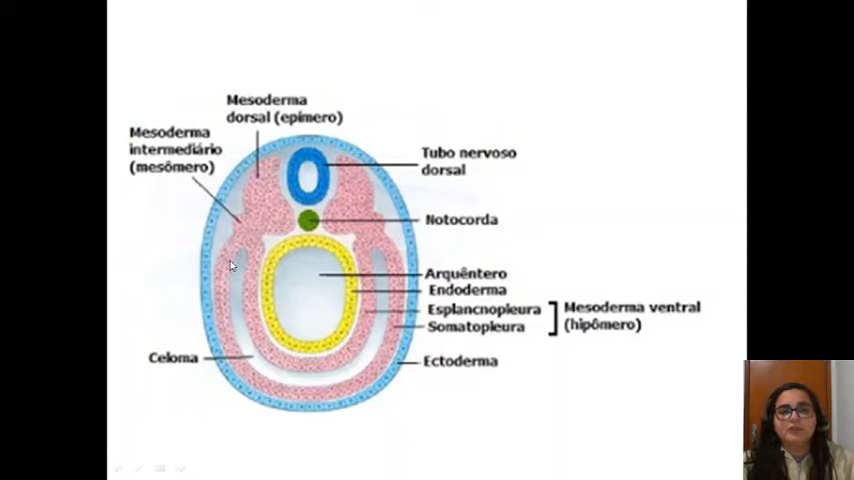 Mesoderma
dorsal (epímero)
Mesoderma
intermediário
(mesômero)
Tubo nervoso
dorsal
Notocorda
Arquêntero
Endoderma
Esplancnopleura
Somatopleura
Mesoderma ventral
(hipômero)
Celoma
Ectoderma